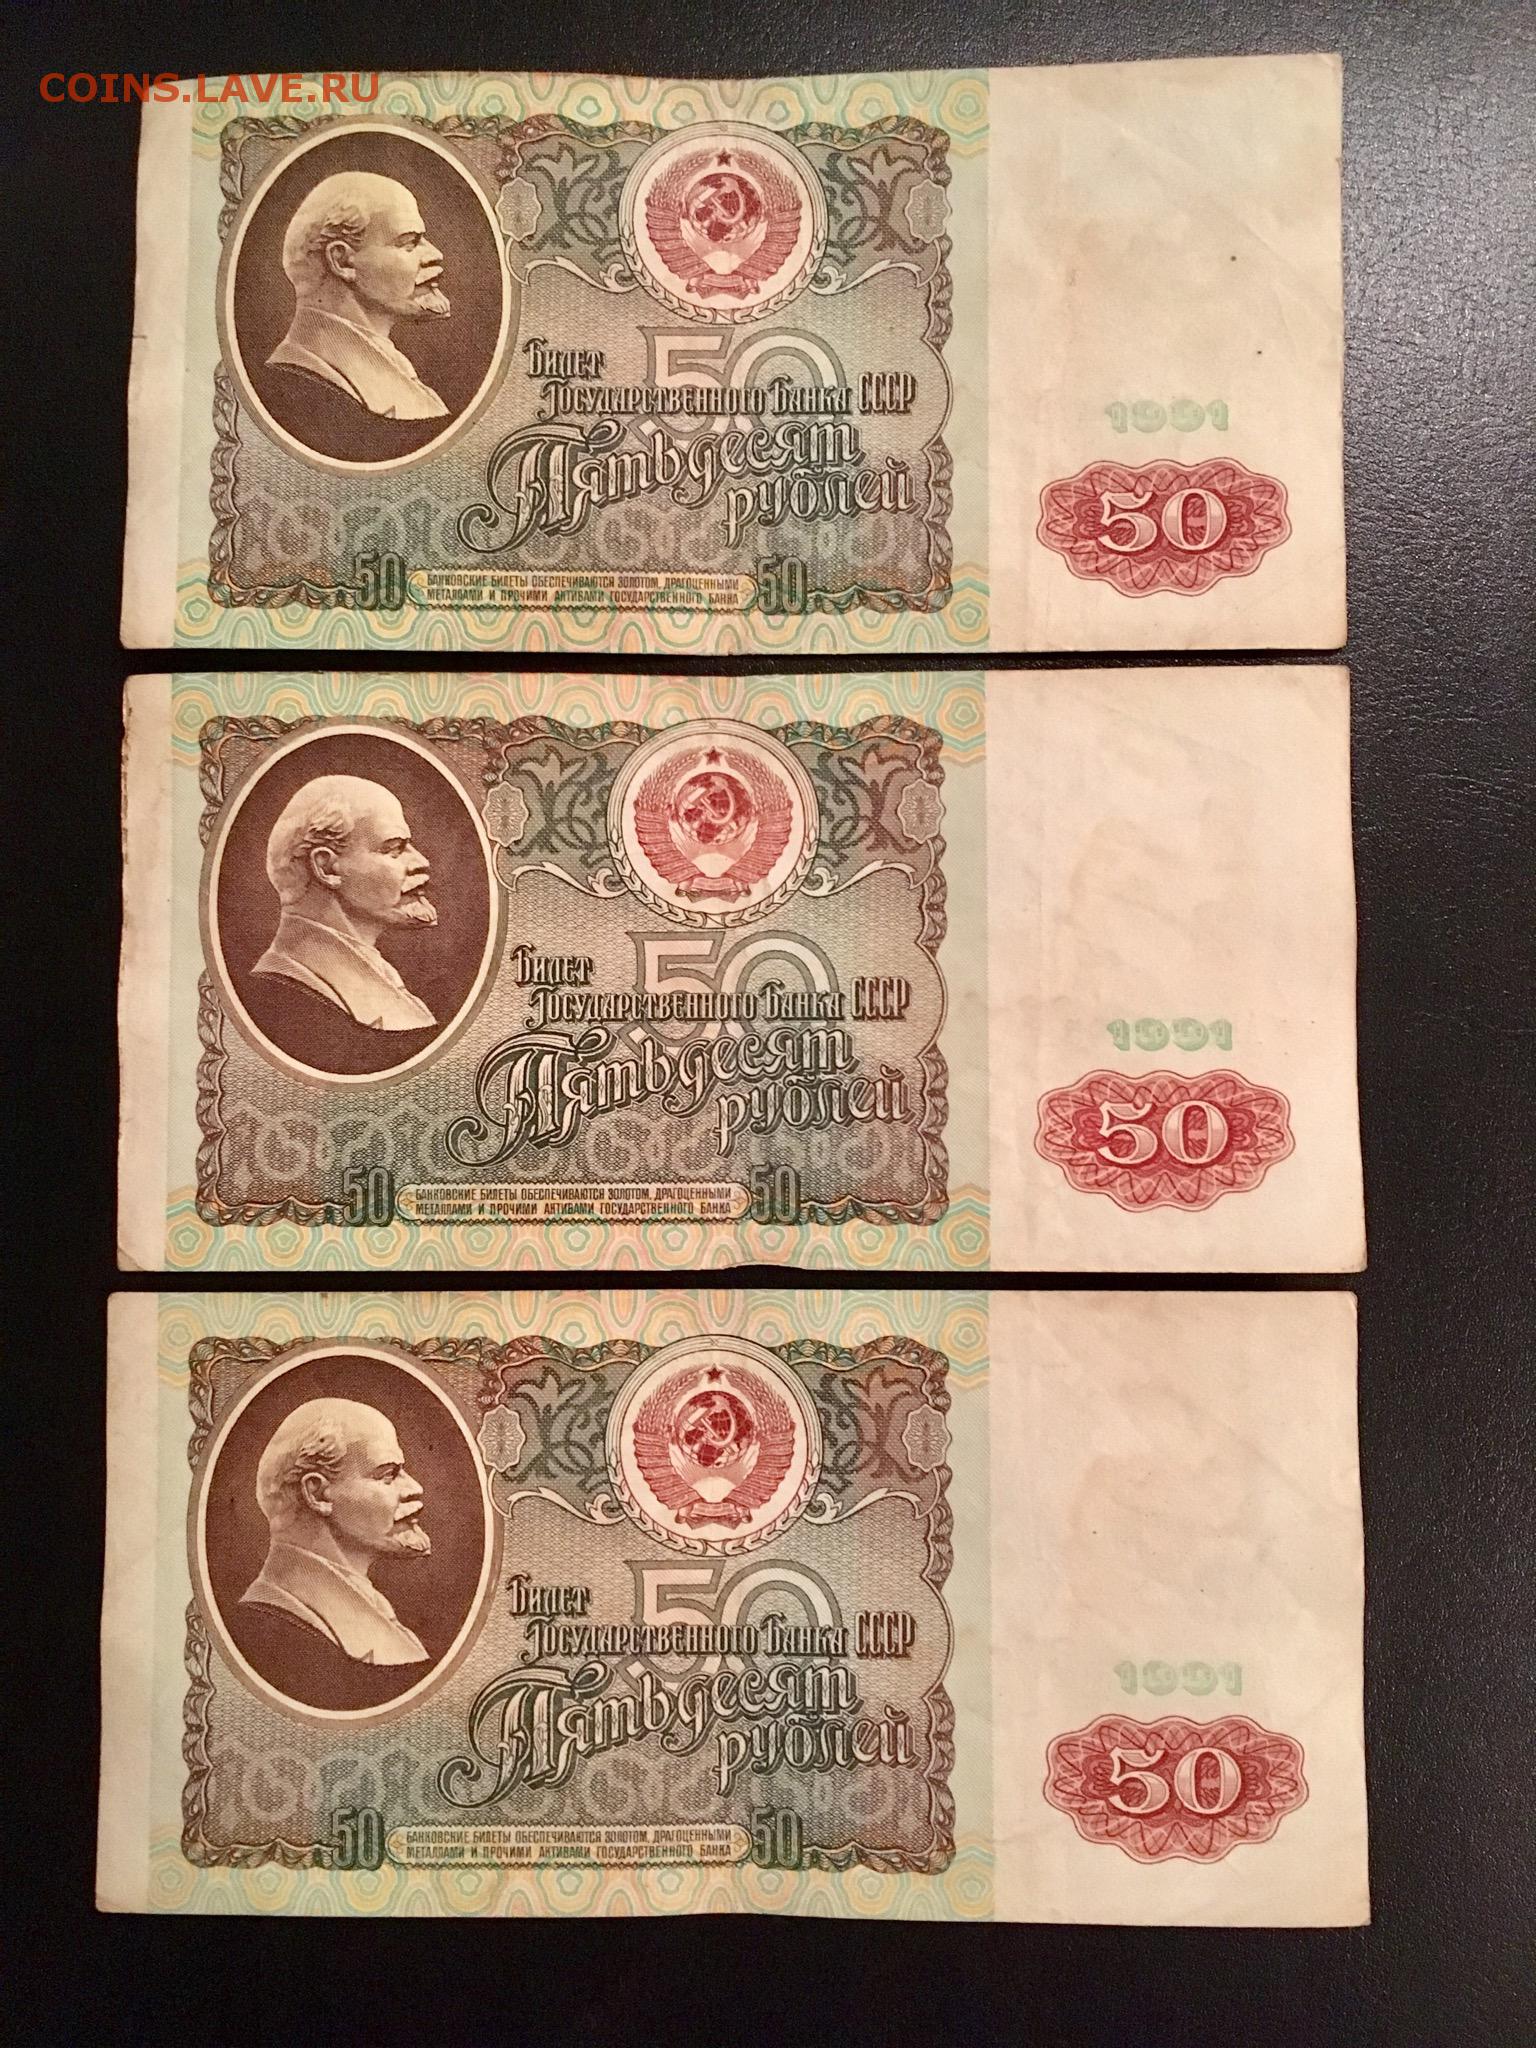 COINS.LAVE.RU
Билет
Государственного Банка СССР
50
Пятьдесят
рублей
1991
50
50
БАНКОВСКИЕ БИЛЕТЫ ОБЕСПЕЧИВАЮТСЯ ЗОЛОТОМ, ДРАГОЦЕННЫМИ
МЕТАЛЛАМИ И ПРОЧИМИ АКТИВАМИ ГОСУДАРСТВЕННОГО БАНКА
50
Билет
Государственного Банка СССР
50
Пятьдесят
рублей
1991
50
50
БАНКОВСКИЕ БИЛЕТЫ ОБЕСПЕЧИВАЮТСЯ ЗОЛОТОМ, ДРАГОЦЕННЫМИ
МЕТАЛЛАМИ И ПРОЧИМИ АКТИВАМИ ГОСУДАРСТВЕННОГО БАНКА
50
Билет
Государственного Банка СССР
50
Пятьдесят
рублей
1991
50
50
БАНКОВСКИЕ БИЛЕТЫ ОБЕСПЕЧИВАЮТСЯ ЗОЛОТОМ, ДРАГОЦЕННЫМИ
МЕТАЛЛАМИ И ПРОЧИМИ АКТИВАМИ ГОСУДАРСТВЕННОГО БАНКА
50